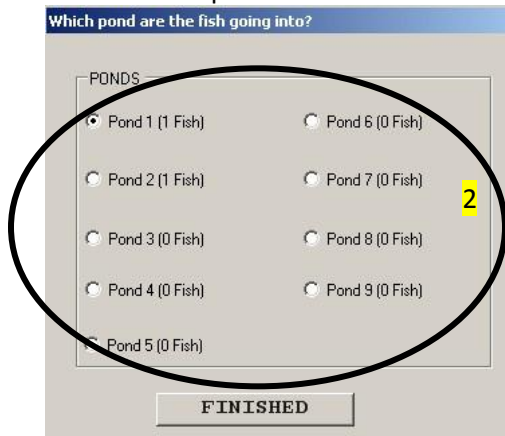 Which pond are the fish going into?
PONDS
Pond 1 (1 Fish)
Pond 2 (1 Fish)
Pond 3 (0 Fish)
Pond 4 (0 Fish)
Pond 5 (0 Fish)
Pond 6 (0 Fish)
Pond 7 (0 Fish)
Pond 8 (0 Fish)
Pond 9 (0 Fish)
2
FINISHED